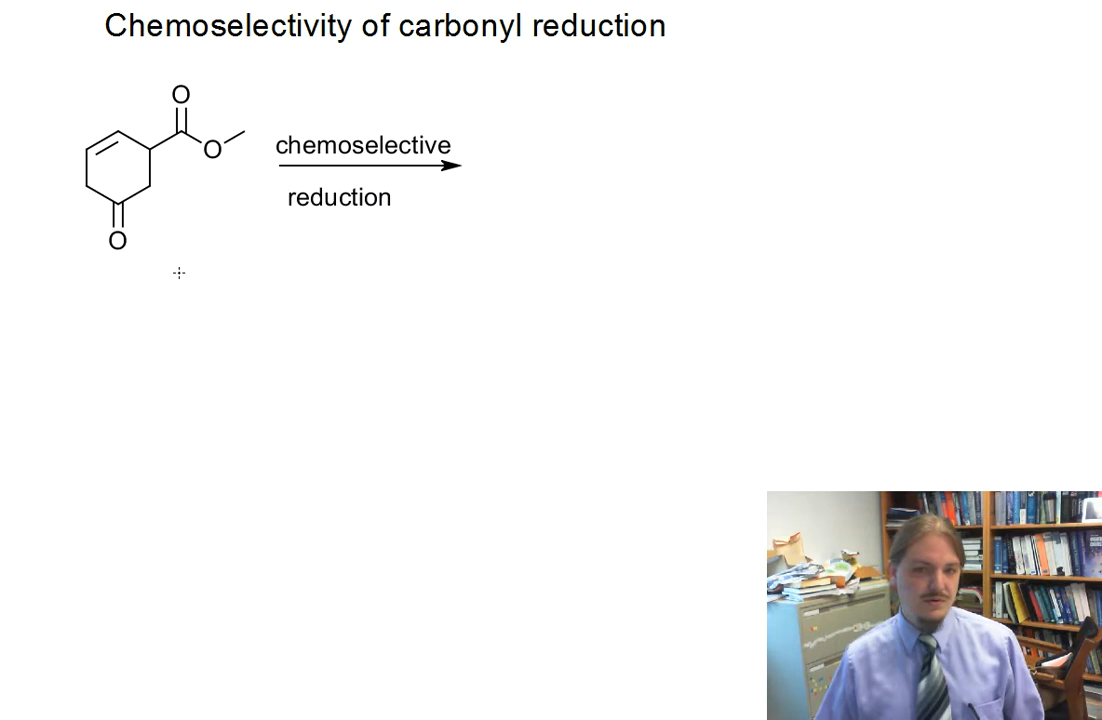 Chemoselectivity of carbonyl reduction
O
O
chemoselective
reduction
O